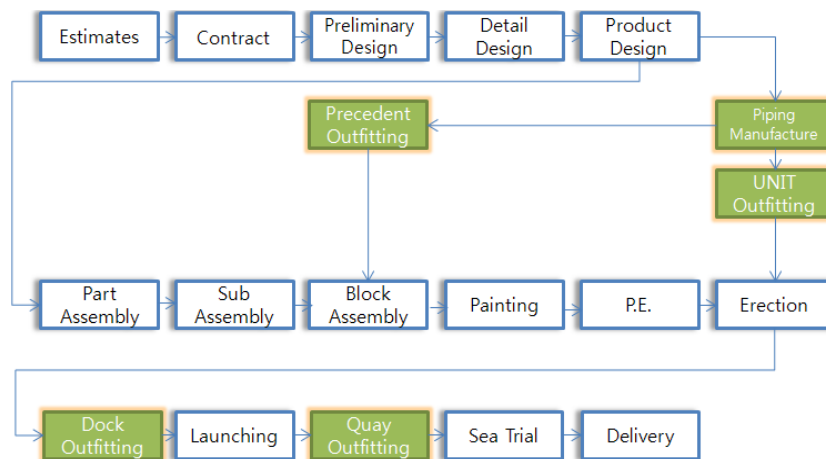 Estimates
Contract
Preliminary
Design
Detail
Design
Product
Design
Precedent
Outfitting
Piping
Manufacture
UNIT
Outfitting
Part
Assembly
Sub
Assembly
Block
Assembly
Painting
P.E.
Erection
Dock
Outfitting
Launching
Quay
Outfitting
Sea Trial
Delivery